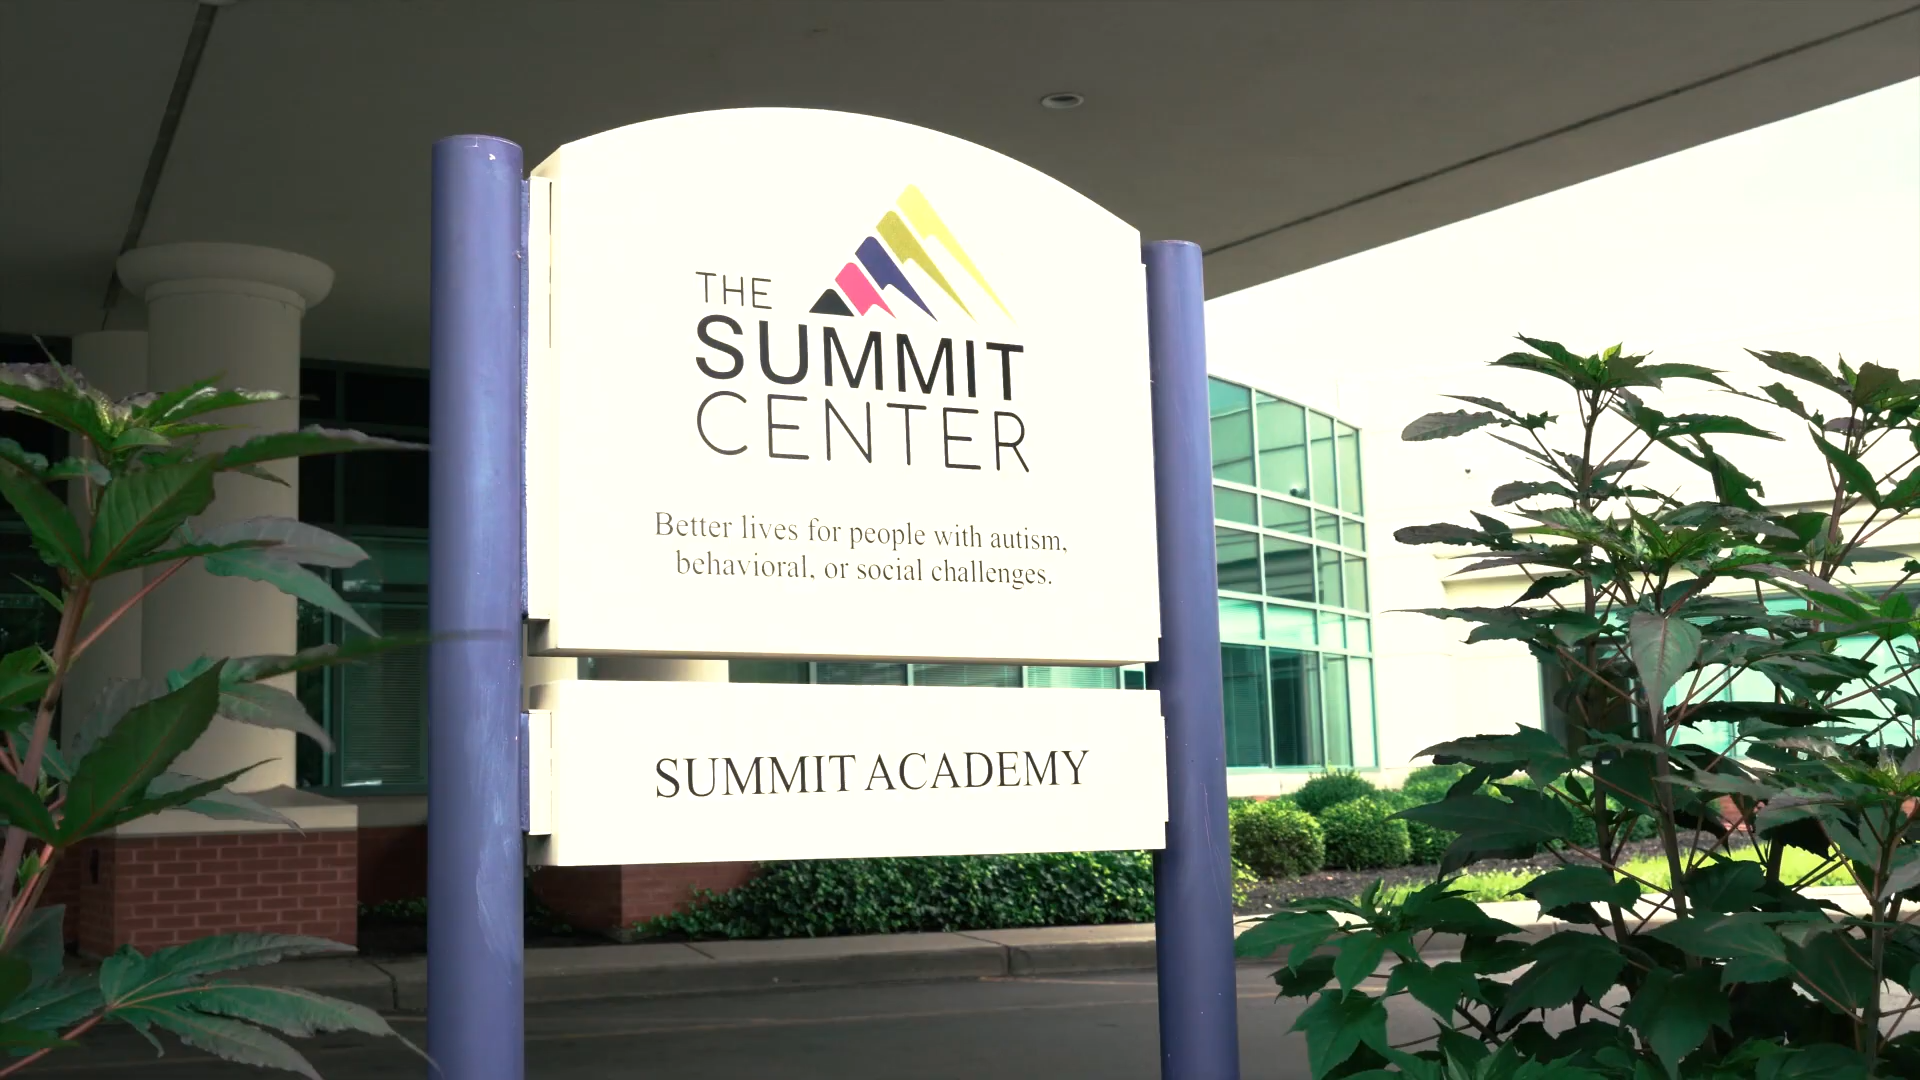 THE
SUMMIT
CENTER
Better lives for people with autism,
behavioral, or social challenges.
SUMMIT ACADEMY